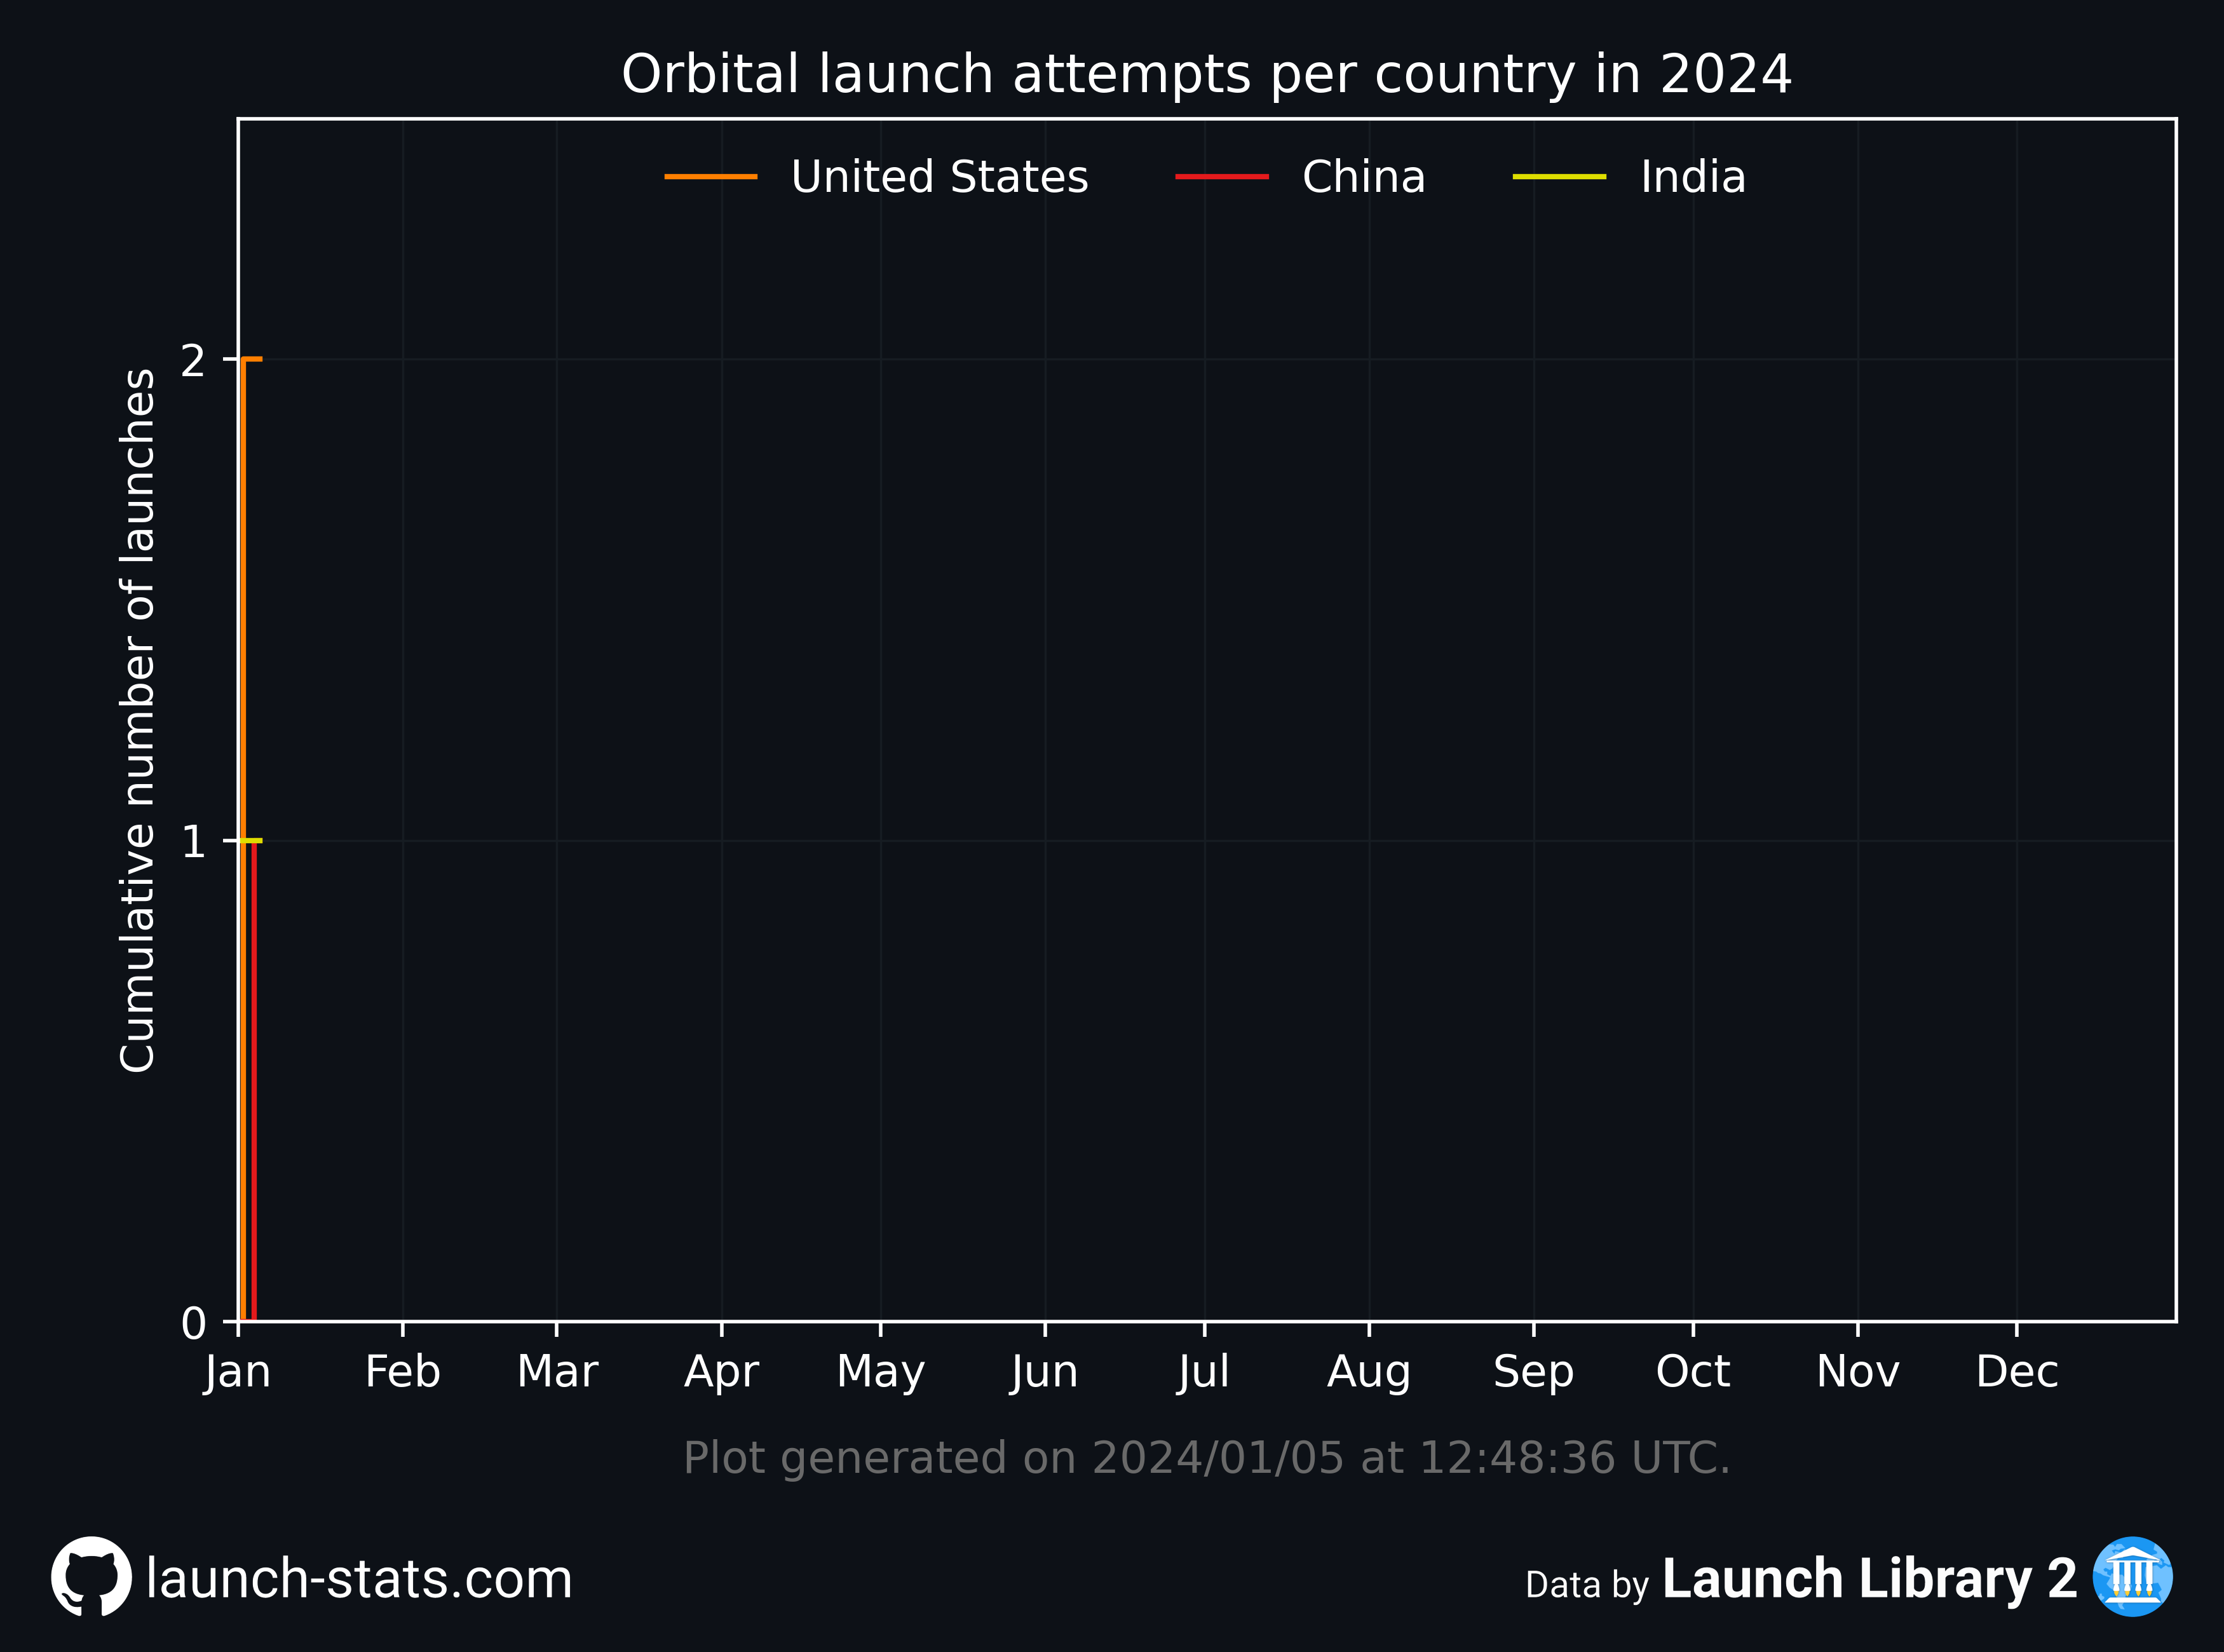 Orbital launch attempts per country in 2024
United States China India
Cumulative number of launches
2
1
0
Jan Feb Mar Apr May Jun Jul Aug Sep Oct Nov Dec
Plot generated on 2024/01/05 at 12:48:36 UTC.
launch-stats.com
Data by Launch Library 2